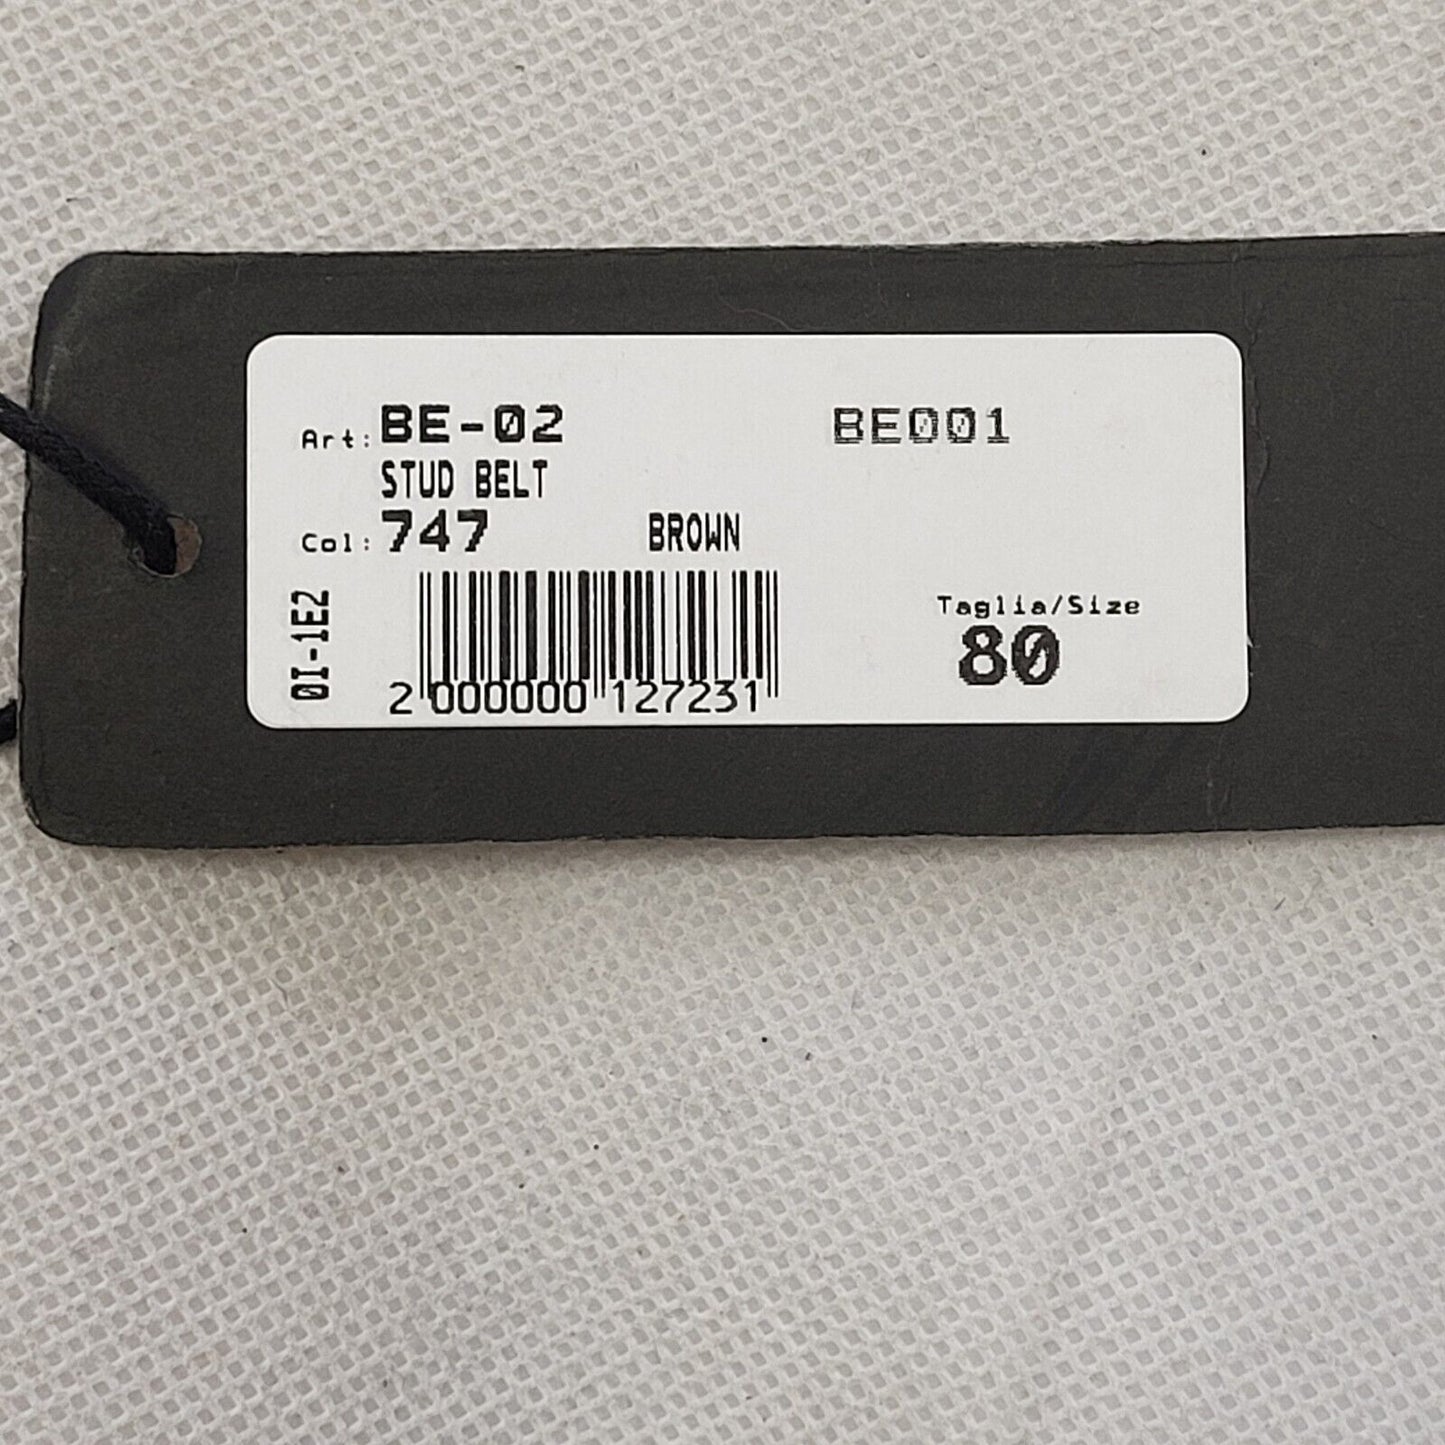 Art: BE-02 BE001
STUD BELT
Col: 747 BROWN
Taglia/Size
80
0I-1E2
2 000000 127231